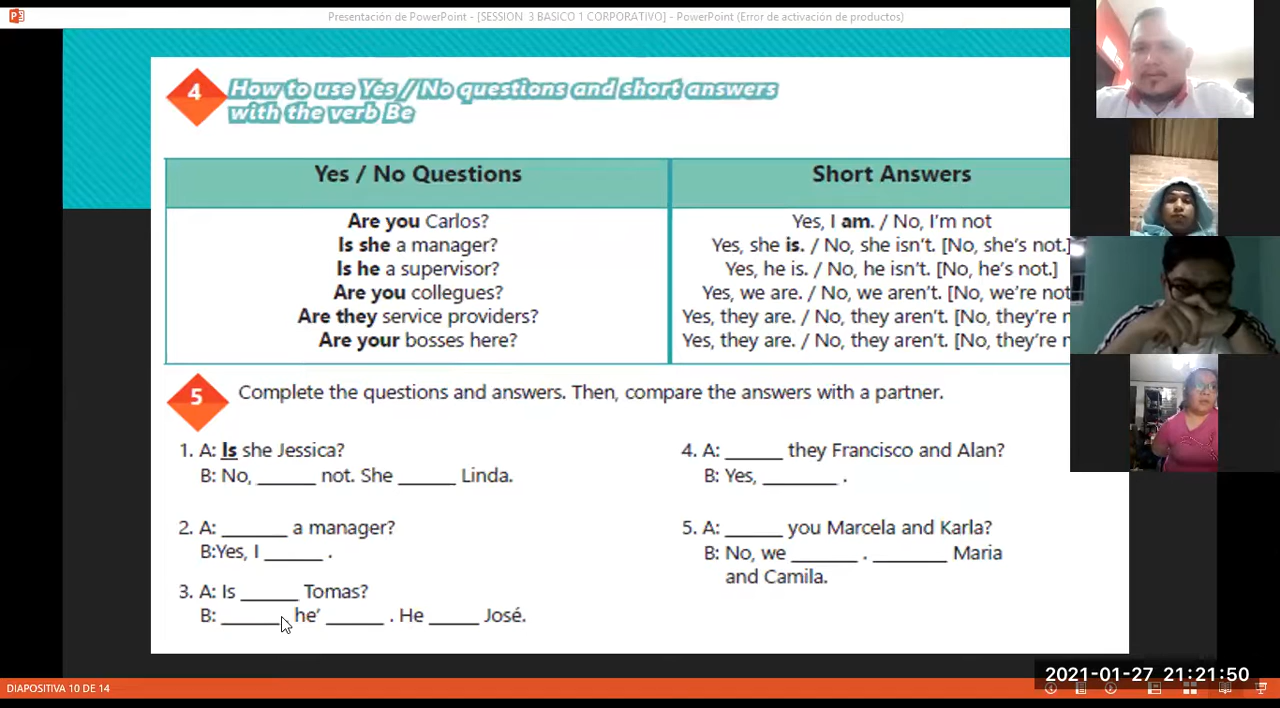 Presentación de PowerPoint - [SESSION 3 BASICO 1 CORPORATIVO] - PowerPoint (Error de activación de productos)
4
How to use Yes / No questions and short answers
with the verb Be
Yes / No Questions
Short Answers
Are you Carlos?
Yes, I am. / No, I'm not
Is she a manager?
Yes, she is. / No, she isn't. [No, she's not.]
Is he a supervisor?
Yes, he is. / No, he isn't. [No, he's not.]
Are you collegues?
Yes, we are. / No, we aren't. [No, we're not
Are they service providers?
Yes, they are. / No, they aren't. [No, they're
Are your bosses here?
Yes, they are. / No, they aren't. [No, they're
5
Complete the questions and answers. Then, compare the answers with a partner.
1. A: Is she Jessica?
B: No, ______ not. She ______ Linda.
2. A: _______ a manager?
B:Yes, I ______ .
3. A: Is ______ Tomas?
B: ______ he' ______ . He _____ José.
4. A: ______ they Francisco and Alan?
B: Yes, ________ .
5. A: ______ you Marcela and Karla?
B: No, we _______ . ________ Maria
and Camila.
2021-01-27 21:21:50
DIAPOSITIVA 10 DE 14